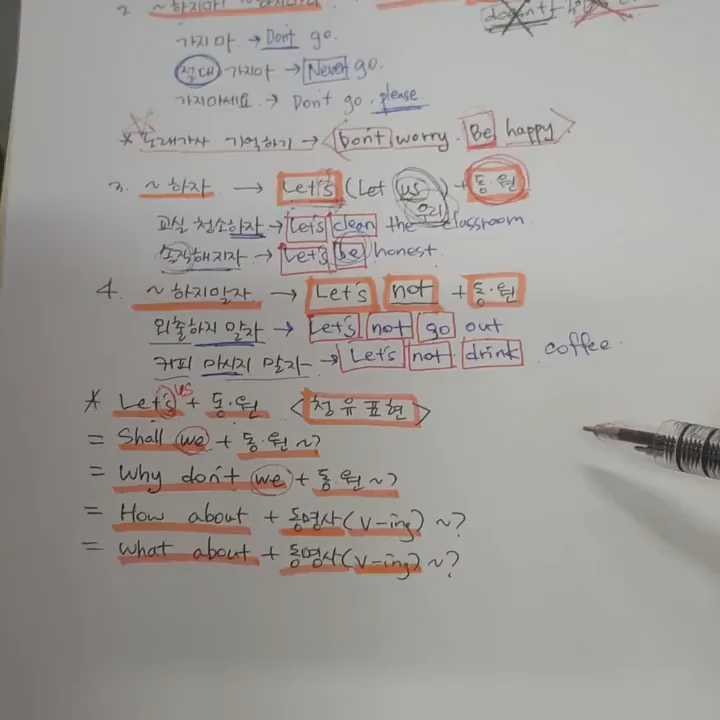 2. ~하지마! ~하지마라
가지마. → Don't go.
절대 가지마 → Never go.
가지마세요. → Don't go. please.
* 노래가사 기억하기 → <Don't worry. Be happy>
3. ~하자 → Let's (Let us 우리) + 동·원
교실 청소하자 → Let's clean the classroom
솔직해지자 → Let's be honest.
4. ~하지말자 → Let's not + 동·원
외출하지 말자 → Let's not go out
커피 마시지 말자 → Let's not drink coffee.
* Let's us + 동·원 <청유표현>
= Shall we + 동·원 ~?
= Why don't we + 동·원 ~?
= How about + 동명사(v-ing) ~?
= what about + 동명사(v-ing) ~?